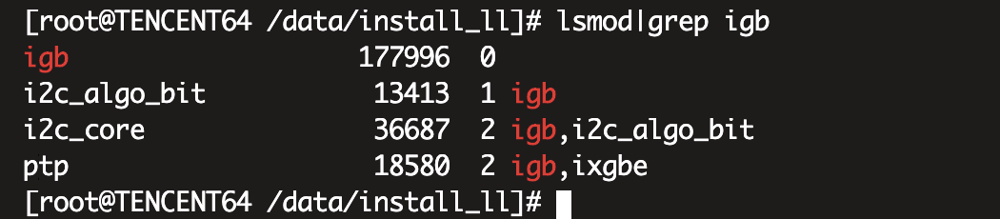 [root@TENCENT64 /data/install_ll]# lsmod|grep igb
igb 177996 0
i2c_algo_bit 13413 1 igb
i2c_core 36687 2 igb,i2c_algo_bit
ptp 18580 2 igb,ixgbe
[root@TENCENT64 /data/install_ll]#